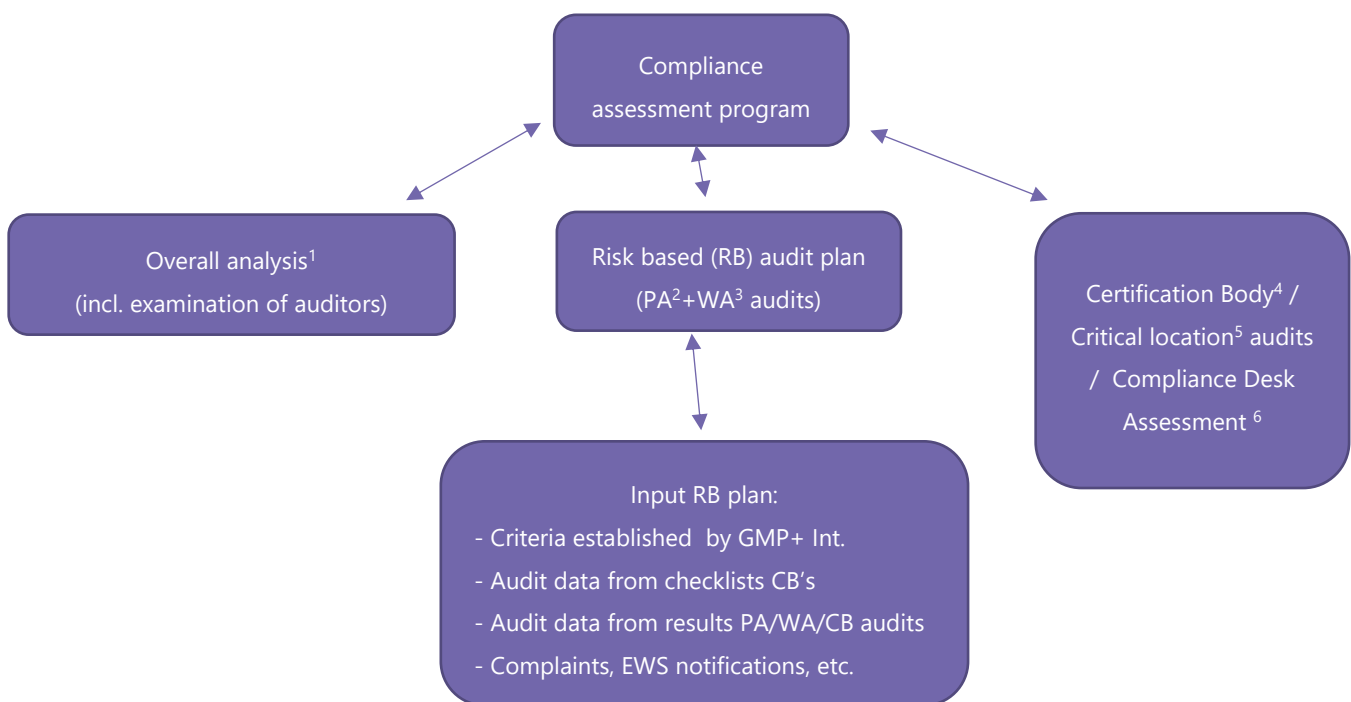 Compliance
assessment program
Overall analysis¹
(incl. examination of auditors)
Risk based (RB) audit plan
(PA²+WA³ audits)
Certification Body⁴ /
Critical location⁵ audits
/ Compliance Desk
Assessment ⁶
Input RB plan:
- Criteria established by GMP+ Int.
- Audit data from checklists CB's
- Audit data from results PA/WA/CB audits
- Complaints, EWS notifications, etc.